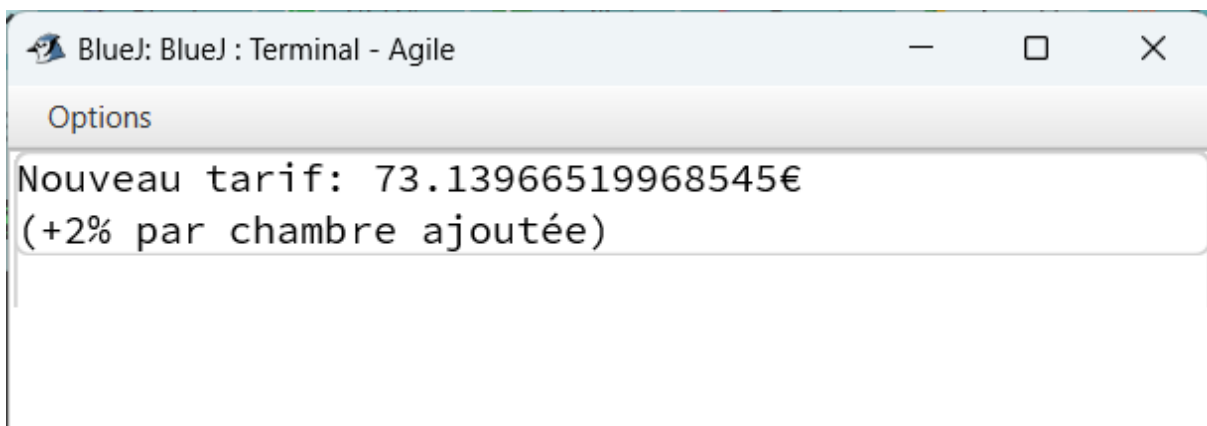 BlueJ: BlueJ : Terminal - Agile
Options
Nouveau tarif: 73.13966519968545€
(+2% par chambre ajoutée)